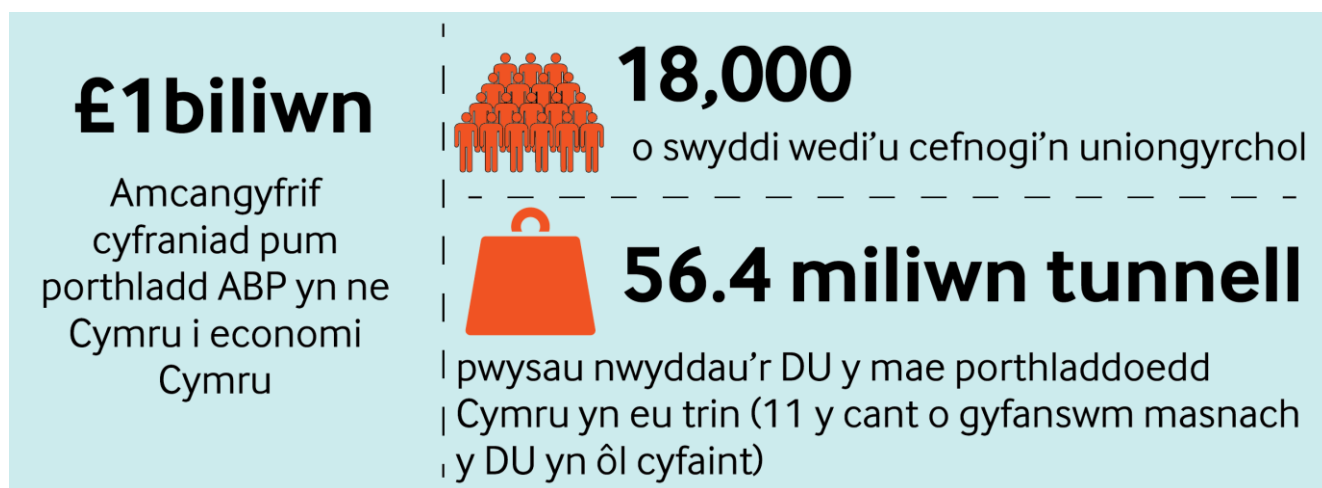 £1biliwn
Amcangyfrif
cyfraniad pum
porthladd ABP yn ne
Cymru i economi
Cymru
18,000
o swyddi wedi'u cefnogi'n uniongyrchol
56.4 miliwn tunnell
pwysau nwyddau'r DU y mae porthladdoedd
Cymru yn eu trin (11 y cant o gyfanswm masnach
y DU yn ôl cyfaint)